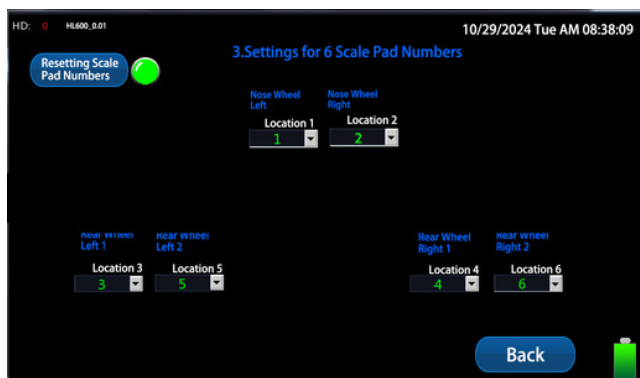 HD: 0 HL600_0.01
10/29/2024 Tue AM 08:38:09
Resetting Scale
Pad Numbers
3.Settings for 6 Scale Pad Numbers
Nose Wheel
Left
Nose Wheel
Right
Location 1
Location 2
1
2
Rear Wheel
Left 1
Rear Wheel
Left 2
Rear Wheel
Right 1
Rear Wheel
Right 2
Location 3
Location 5
Location 4
Location 6
3
5
4
6
Back